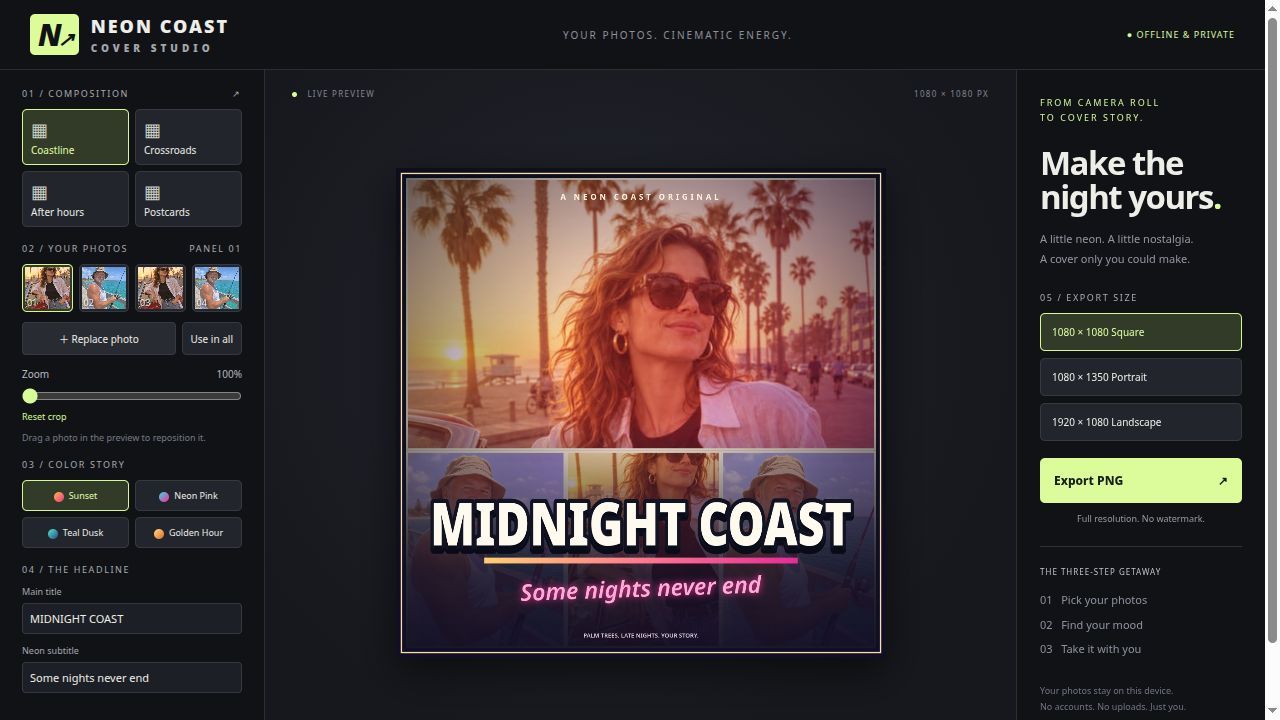 N↗
NEON COAST
COVER STUDIO
YOUR PHOTOS. CINEMATIC ENERGY.
● OFFLINE & PRIVATE
01 / COMPOSITION ↗
Coastline
Crossroads
After hours
Postcards
02 / YOUR PHOTOS PANEL 01
01 02 03 04
+ Replace photo
Use in all
Zoom 100%
Reset crop
Drag a photo in the preview to reposition it.
03 / COLOR STORY
Sunset
Neon Pink
Teal Dusk
Golden Hour
04 / THE HEADLINE
Main title
MIDNIGHT COAST
Neon subtitle
Some nights never end
● LIVE PREVIEW
1080 × 1080 PX
A NEON COAST ORIGINAL
MIDNIGHT COAST
Some nights never end
PALM TREES. LATE NIGHTS. YOUR STORY.
FROM CAMERA ROLL
TO COVER STORY.
Make the
night yours.
A little neon. A little nostalgia.
A cover only you could make.
05 / EXPORT SIZE
1080 × 1080 Square
1080 × 1350 Portrait
1920 × 1080 Landscape
Export PNG ↗
Full resolution. No watermark.
THE THREE-STEP GETAWAY
01 Pick your photos
02 Find your mood
03 Take it with you
Your photos stay on this device.
No accounts. No uploads. Just you.